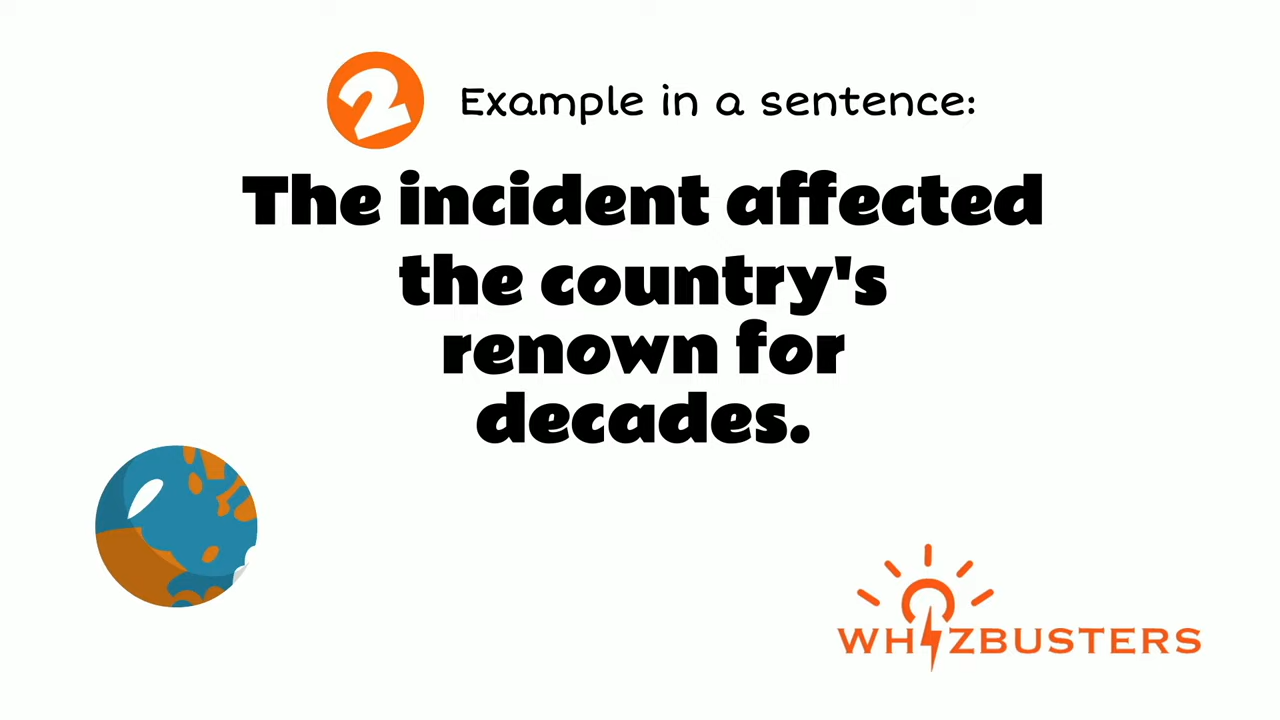 2 Example in a sentence:
The incident affected
the country's
renown for
decades.
WHIZBUSTERS